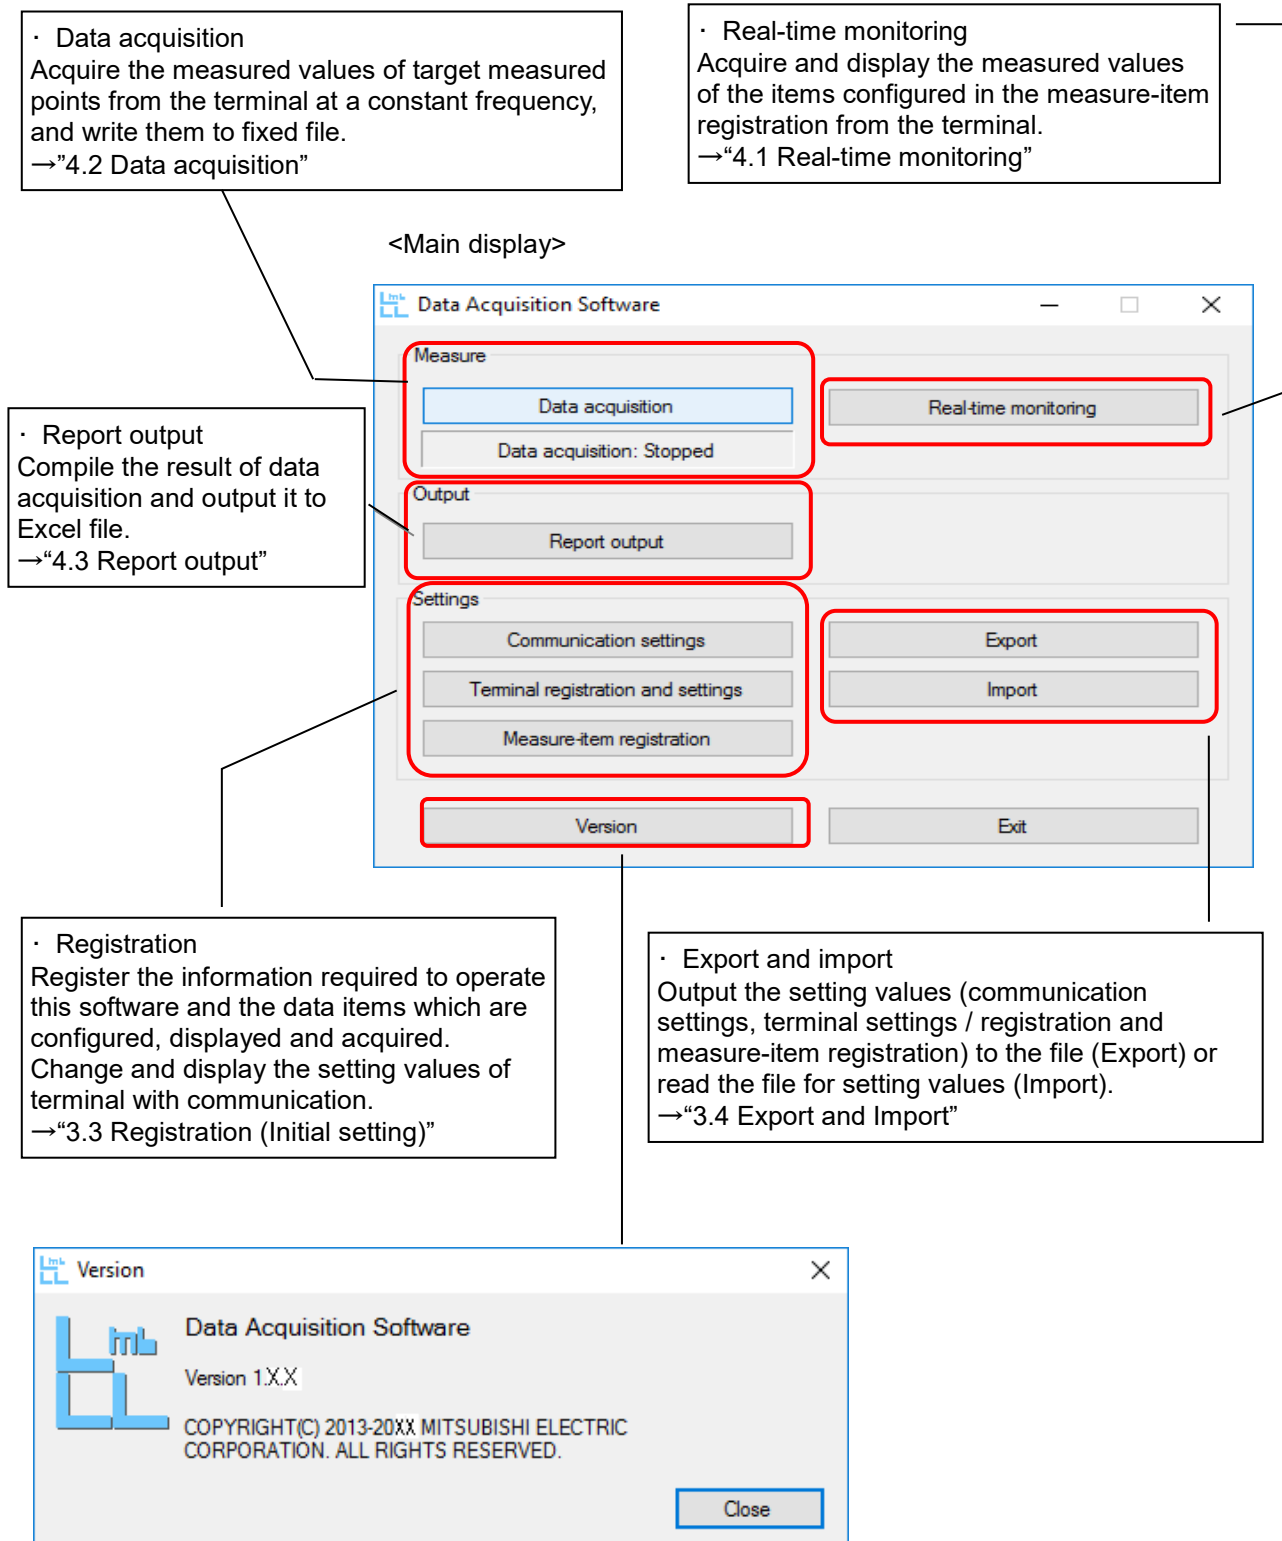 · Data acquisition
Acquire the measured values of target measured
points from the terminal at a constant frequency,
and write them to fixed file.
→”4.2 Data acquisition”
· Real-time monitoring
Acquire and display the measured values
of the items configured in the measure-item
registration from the terminal.
→“4.1 Real-time monitoring”
<Main display>
Data Acquisition Software
Measure
Data acquisition
Real-time monitoring
Data acquisition: Stopped
· Report output
Compile the result of data
acquisition and output it to
Excel file.
→“4.3 Report output”
Output
Report output
Settings
Communication settings
Export
Terminal registration and settings
Import
Measure-item registration
Version
Exit
· Registration
Register the information required to operate
this software and the data items which are
configured, displayed and acquired.
Change and display the setting values of
terminal with communication.
→“3.3 Registration (Initial setting)”
· Export and import
Output the setting values (communication
settings, terminal settings / registration and
measure-item registration) to the file (Export) or
read the file for setting values (Import).
→“3.4 Export and Import”
Version
Data Acquisition Software
Version 1.X.X
COPYRIGHT(C) 2013-20XX MITSUBISHI ELECTRIC
CORPORATION. ALL RIGHTS RESERVED.
Close